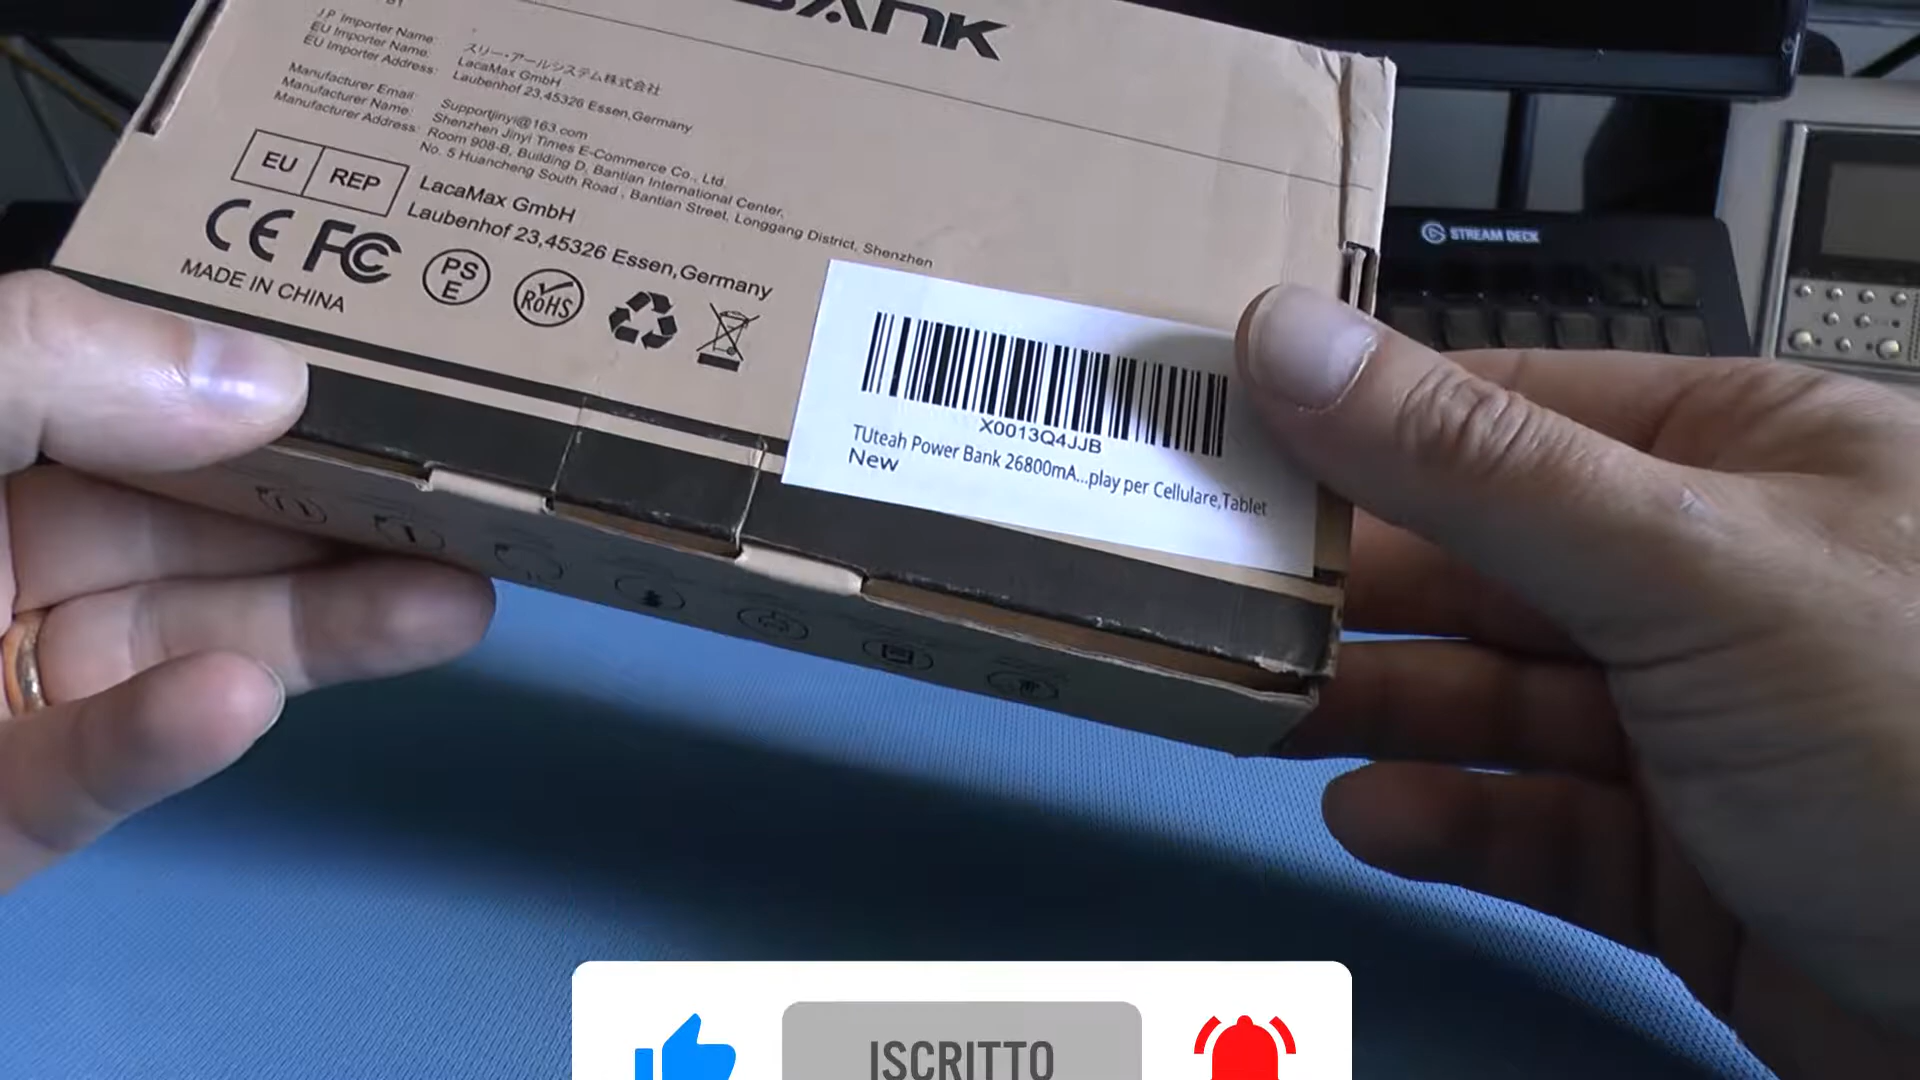 BANK
JP Importer Name:
EU Importer Name:
EU Importer Address:
スリー・アールシステム株式会社
LacaMax GmbH
Laubenhof 23,45326 Essen,Germany
Manufacturer Email:
Manufacturer Name:
Manufacturer Address:
Supportjinyi@163.com
Shenzhen Jinyi Times E-Commerce Co., Ltd.
Room 908-B, Building D, Bantian International Center,
No. 5 Huancheng South Road , Bantian Street, Longgang District, Shenzhen
EU REP
LacaMax GmbH
Laubenhof 23,45326 Essen,Germany
CE FC PSE RoHS
MADE IN CHINA
X0013Q4JJB
TUteah Power Bank 26800mA...play per Cellulare,Tablet
New
STREAM DECK
ISCRITTO